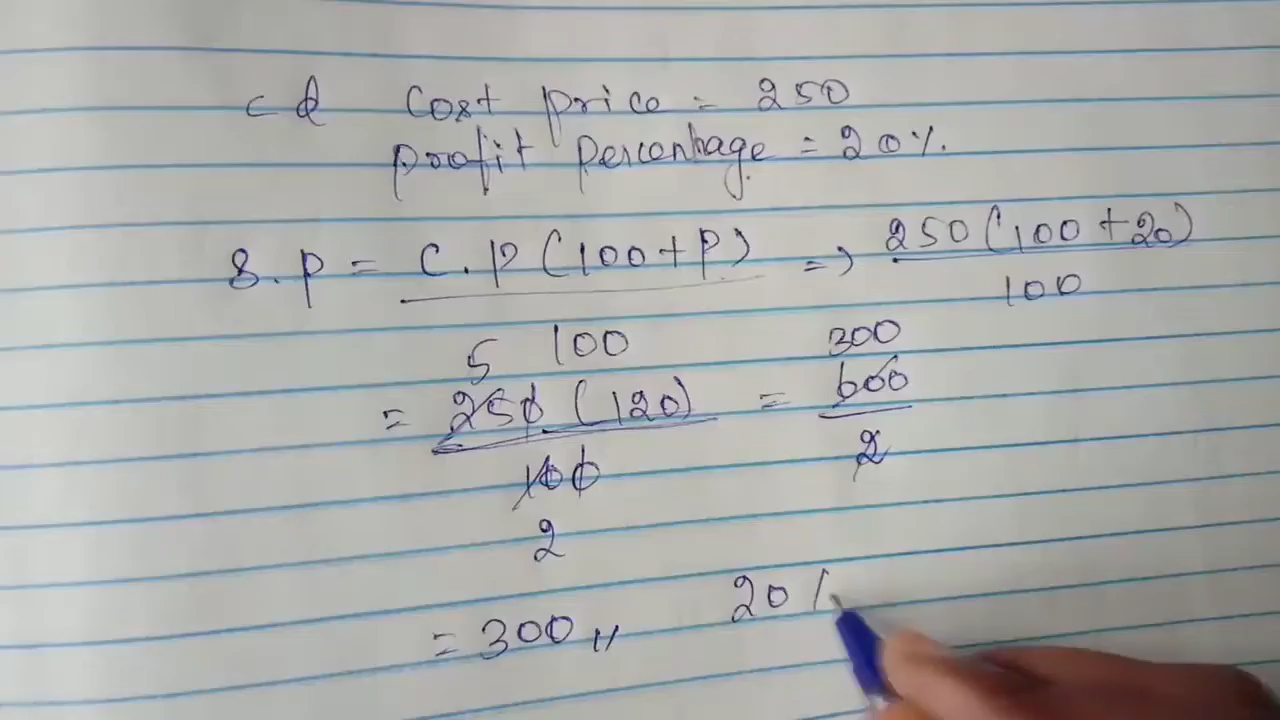 cd Cost price = 250
profit percentage = 20%.
S.P = C.P (100+P) => 250 (100 + 20)
100 100
5 300
= 250 (120) = 600
100 2
2
= 300 ,, 20 /